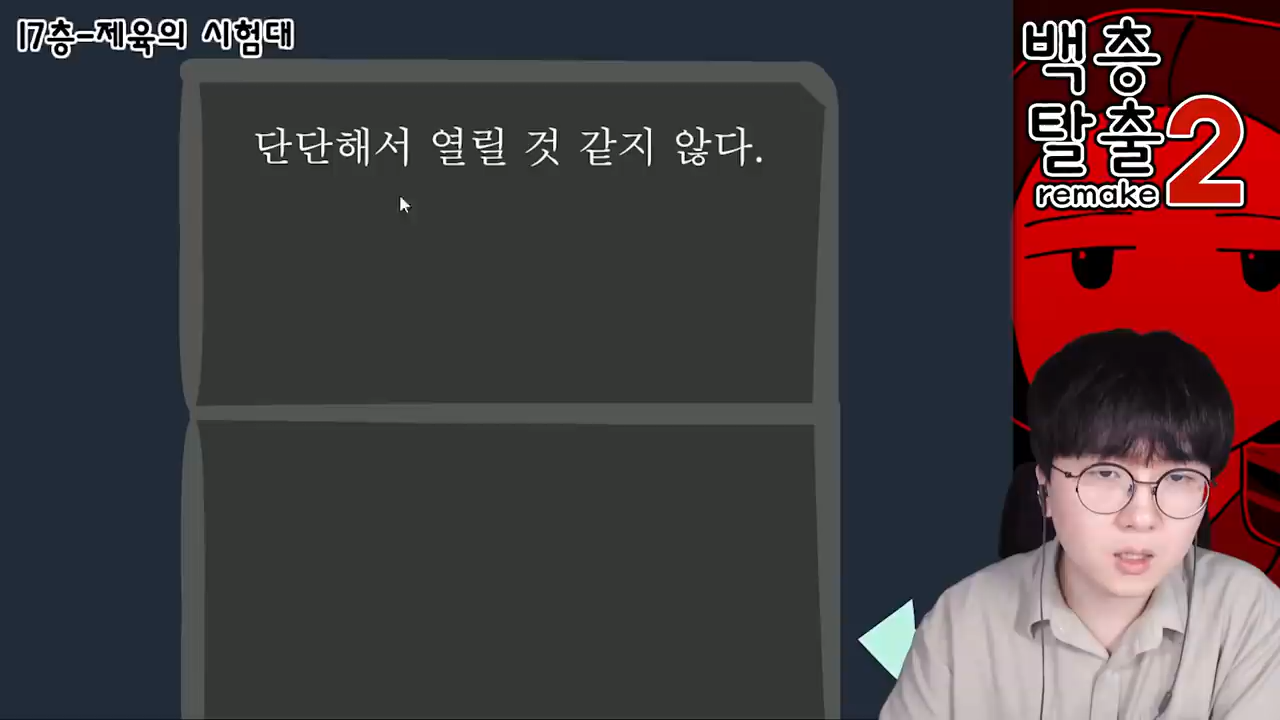 17층-제육의 시험대
단단해서 열릴 것 같지 않다.
백층
탈출2
remake